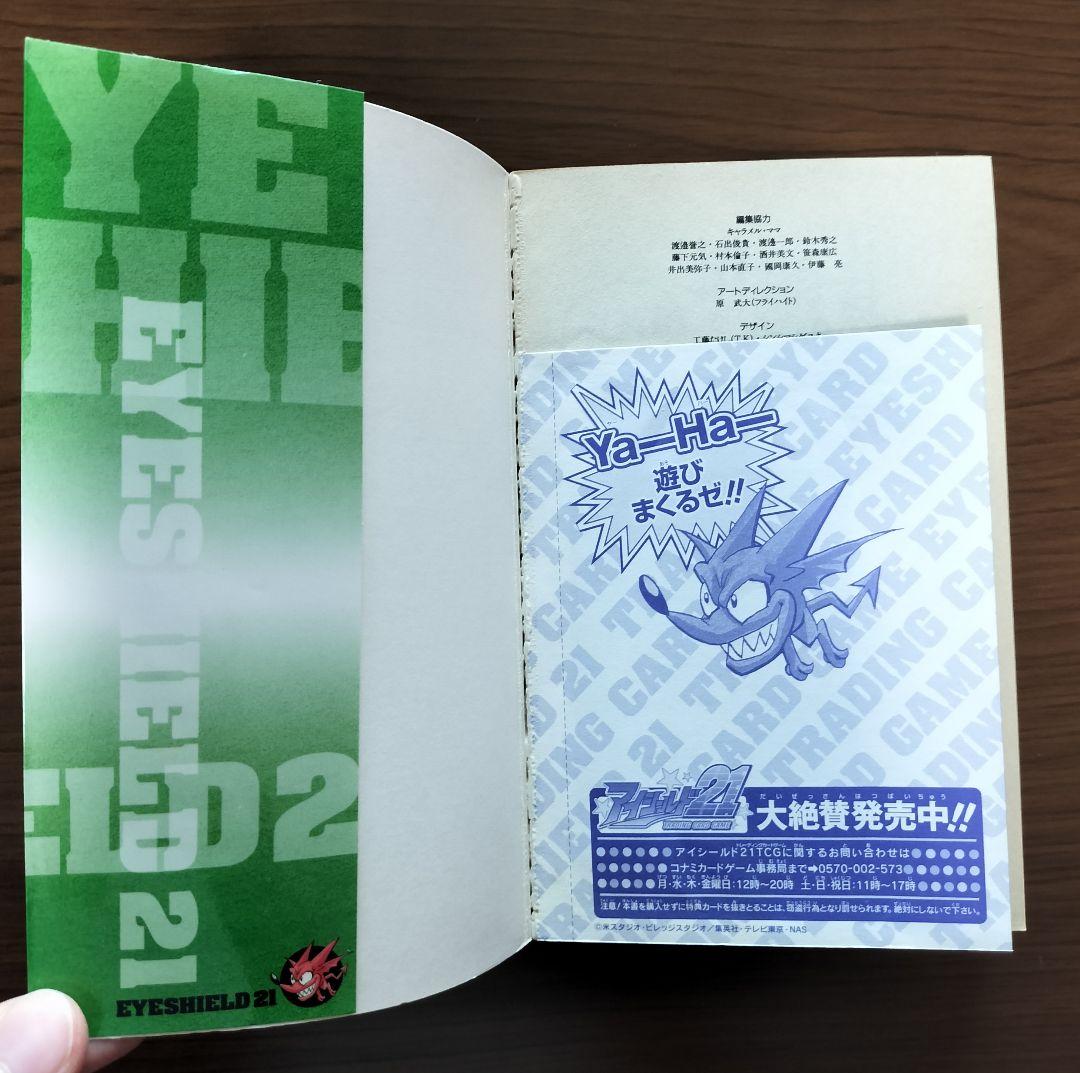 YE
HIE
EYESHIELD 21
ELD 2
EYESHIELD 21
編集協力
キャラメル・ママ
渡邊誉之・石出俊貴・渡邊一郎・鈴木秀之
藤下元気・村本倫子・酒井美文・笹森康広
井出美弥子・山本直子・國岡康久・伊藤 亮
アートディレクション
原 武大(フライハイト)
デザイン
Ya—Ha—
遊び
まくるゼ!!
EYESHIELD 21 TRADING CARD GAME
アイシールド21
TRADING CARD GAME
大絶賛発売中!!
アイシールド21TCGに関するお問い合わせは
コナミカードゲーム事務局まで→0570-002-573
月・水・木・金曜日:12時〜20時 土・日・祝日:11時〜17時
注意!本書を購入せずに特典カードを抜きとることは、窃盗行為となり罰せられます。絶対にしないで下さい。
©米スタジオ・ビレッジスタジオ/集英社・テレビ東京・NAS